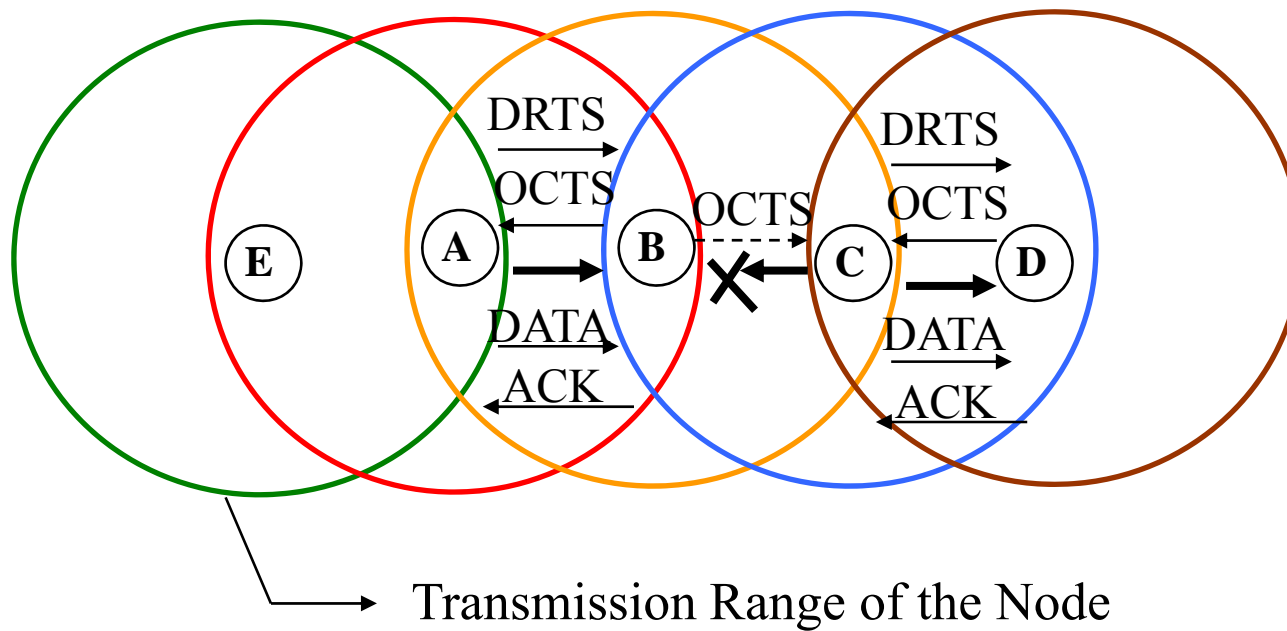 DRTS
DRTS
OCTS
OCTS
OCTS
E
A
B
C
D
DATA
DATA
ACK
ACK
Transmission Range of the Node